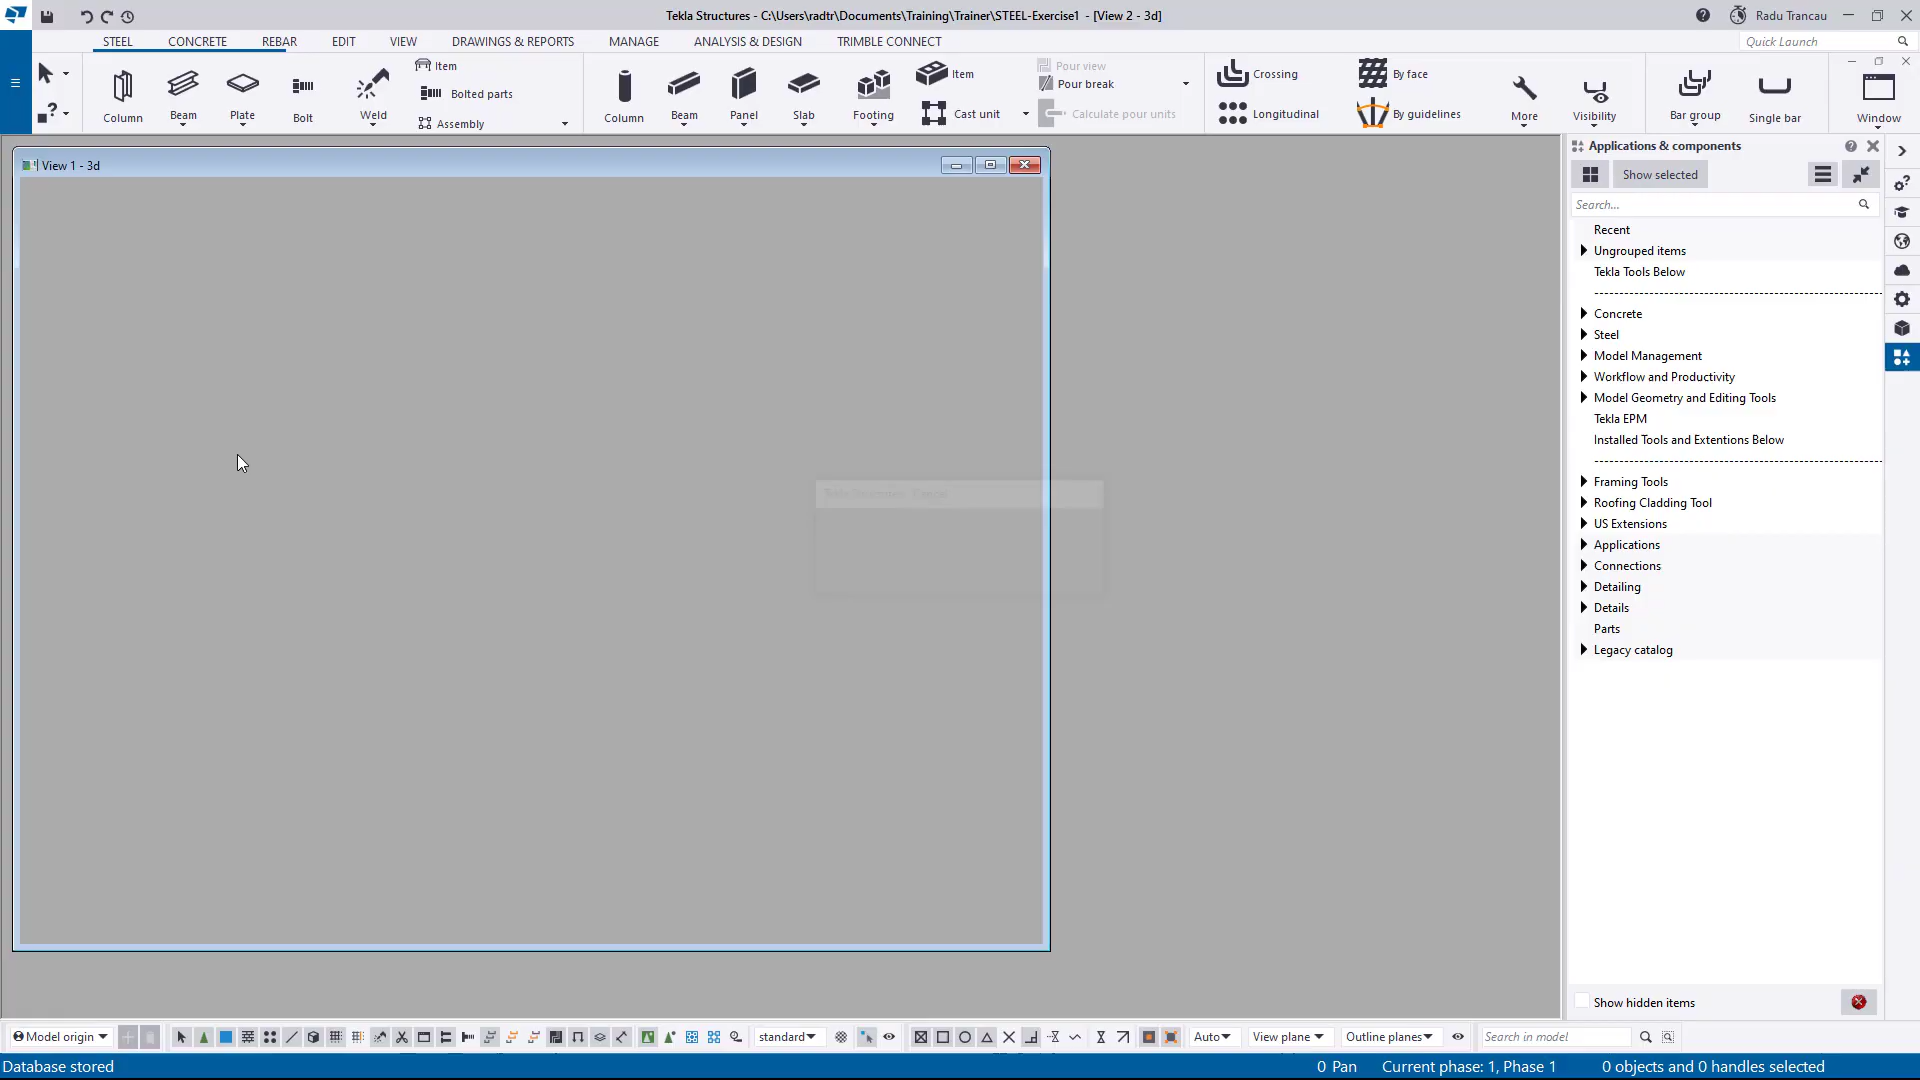 Tekla Structures - C:\Users\radtr\Documents\Training\Trainer\STEEL-Exercise1 - [View 2 - 3d]
Radu Trancau
STEEL CONCRETE REBAR EDIT VIEW DRAWINGS & REPORTS MANAGE ANALYSIS & DESIGN TRIMBLE CONNECT
Quick Launch
Column Beam Plate Bolt Weld
Item
Bolted parts
Assembly
Column Beam Panel Slab Footing
Item
Cast unit
Pour view
Pour break
Calculate pour units
Crossing
Longitudinal
By face
By guidelines
More
Visibility
Bar group
Single bar
Window
View 1 - 3d
Applications & components
Show selected
Search...
Recent
Ungrouped items
Tekla Tools Below
Concrete
Steel
Model Management
Workflow and Productivity
Model Geometry and Editing Tools
Tekla EPM
Installed Tools and Extentions Below
Framing Tools
Roofing Cladding Tool
US Extensions
Applications
Connections
Detailing
Details
Parts
Legacy catalog
Show hidden items
Model origin
standard
Auto
View plane
Outline planes
Search in model
Database stored
0 Pan
Current phase: 1, Phase 1
0 objects and 0 handles selected